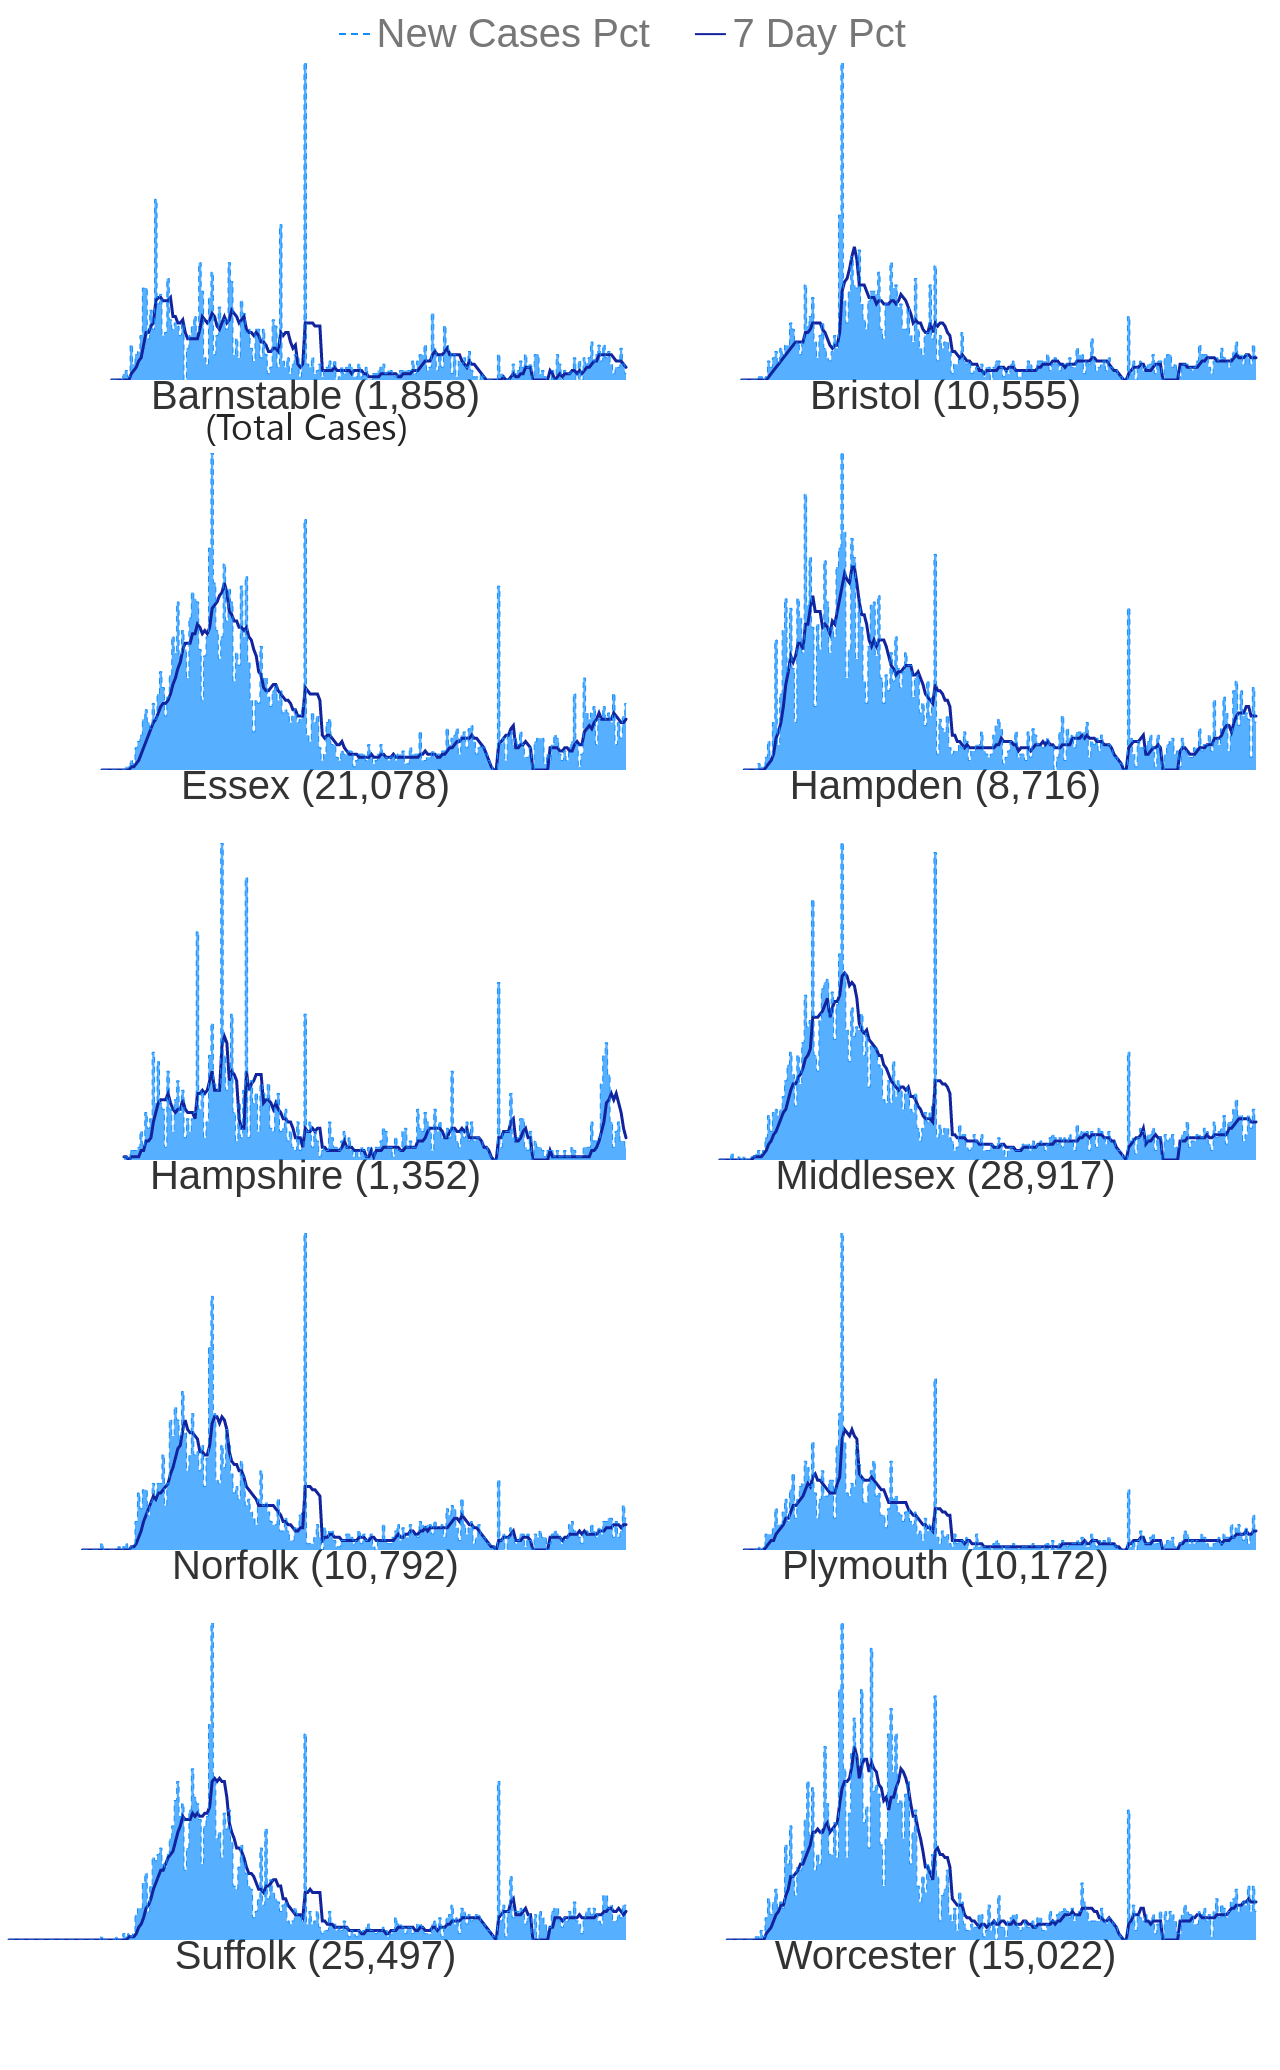 New Cases Pct 7 Day Pct
Barnstable (1,858) Bristol (10,555)
(Total Cases)
Essex (21,078) Hampden (8,716)
Hampshire (1,352) Middlesex (28,917)
Norfolk (10,792) Plymouth (10,172)
Suffolk (25,497) Worcester (15,022)